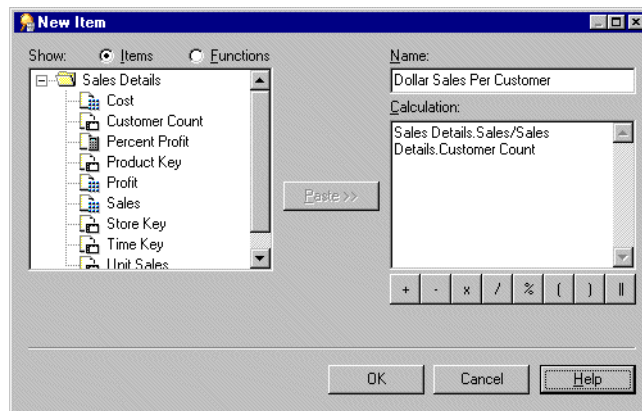 New Item
Show: Items Functions
Sales Details
Cost
Customer Count
Percent Profit
Product Key
Profit
Sales
Store Key
Time Key
Unit Sales
Paste >>
Name:
Dollar Sales Per Customer
Calculation:
Sales Details.Sales/Sales
Details.Customer Count
+ - x / % ( ) ||
OK Cancel Help